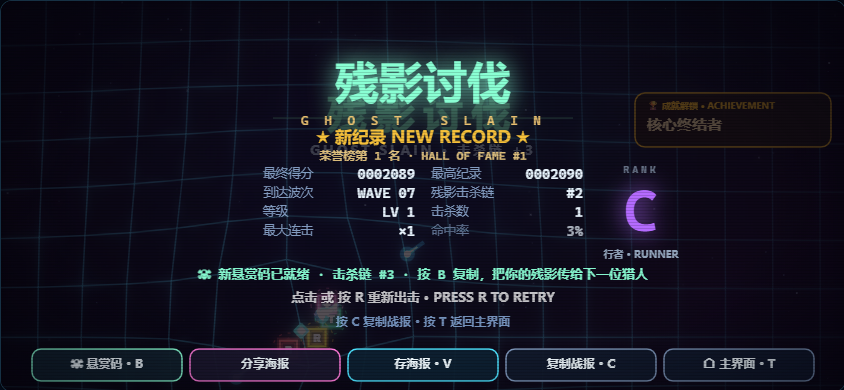 残影讨伐
GHOST SLAIN
★ 新纪录 NEW RECORD ★
荣誉榜第 1 名 · HALL OF FAME #1
成就解锁 • ACHIEVEMENT
核心终结者
最终得分 0002089 最高纪录 0002090
到达波次 WAVE 07 残影击杀链 #2
等级 LV 1 击杀数 1
最大连击 ×1 命中率 3%
RANK
C
行者 • RUNNER
新悬赏码已就绪 · 击杀链 #3 · 按 B 复制，把你的残影传给下一位猎人
点击 或 按 R 重新出击 • PRESS R TO RETRY
按 C 复制战报 • 按 T 返回主界面
R
悬赏码 • B
分享海报
存海报 • V
复制战报 • C
主界面 • T